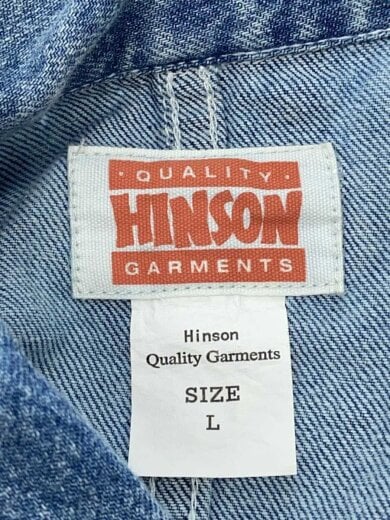 · QUALITY ·
HINSON
GARMENTS
Hinson
Quality Garments
SIZE
L